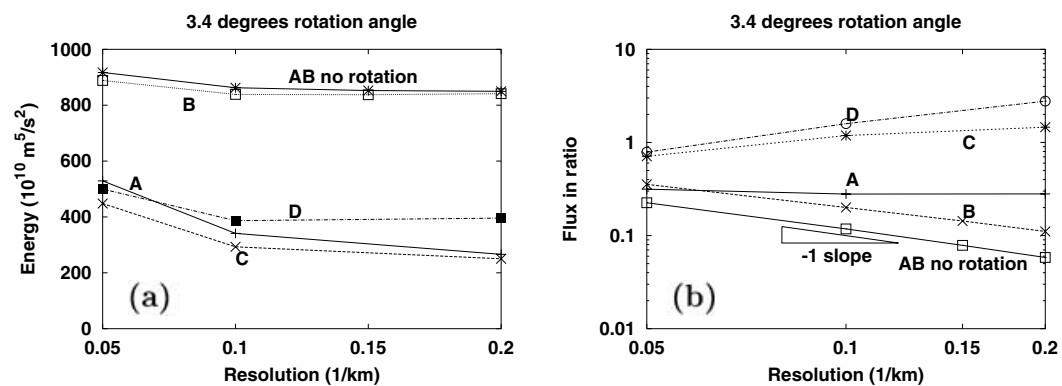 3.4 degrees rotation angle
1000
800
600
400
200
0
Energy (10^10 m^5/s^2)
AB no rotation
B
A
D
C
(a)
0.05
0.1
0.15
0.2
Resolution (1/km)
3.4 degrees rotation angle
10
1
0.1
0.01
Flux in ratio
D
C
A
B
-1 slope
AB no rotation
(b)
0.05
0.1
0.15
0.2
Resolution (1/km)